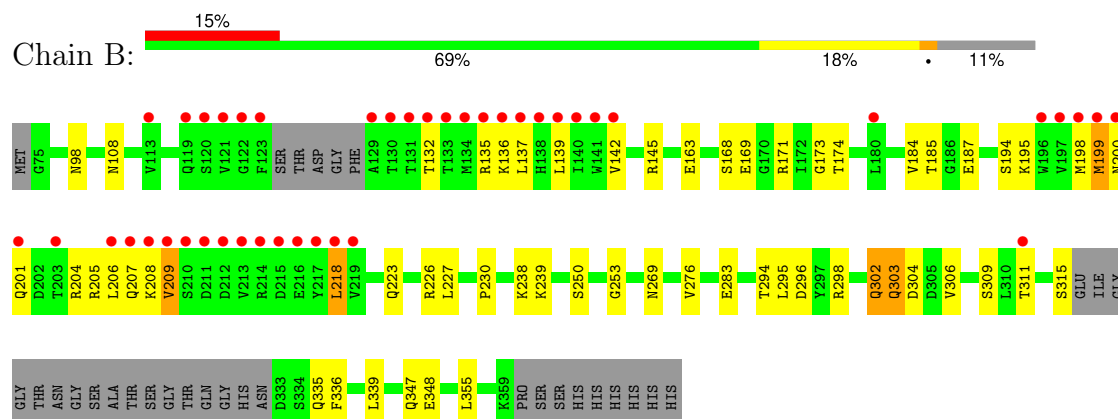 15%
Chain B:
69% 18% • 11%
MET G75 N98 N108 V113 Q119 S120 V121 G122 F123 SER THR ASP GLY PHE A129 T130 T131 T132 T133 M134 R135 K136 L137 H138 L139 I140 W141 V142 R145 E163 S168 E169 G170 R171 I172 G173 T174 L180 V184 T185 G186 E187 S194 K195 W196 V197 M198 M199 N200
Q201 D202 T203 R204 R205 L206 Q207 K208 V209 S210 D211 D212 V213 R214 D215 E216 Y217 L218 V219 Q223 R226 L227 P230 K238 K239 S250 G253 N269 V276 E283 T294 L295 D296 Y297 R298 Q302 Q303 D304 D305 V306 S309 L310 T311 S315 GLU ILE GLY
GLY THR ASN GLY SER ALA THR SER GLY THR GLN GLY HIS ASN D333 S334 Q335 F336 L339 Q347 E348 L355 K359 PRO SER SER HIS HIS HIS HIS HIS HIS